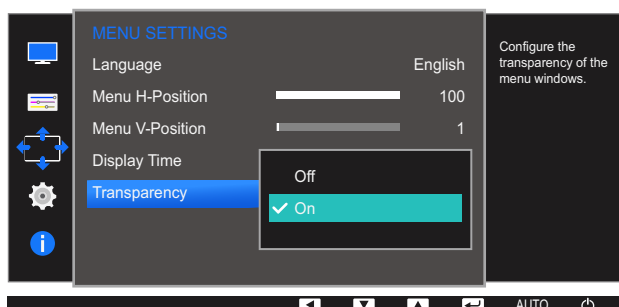 MENU SETTINGS
Language English
Menu H-Position 100
Menu V-Position 1
Display Time
Transparency
Off
On
Configure the
transparency of the
menu windows.
AUTO